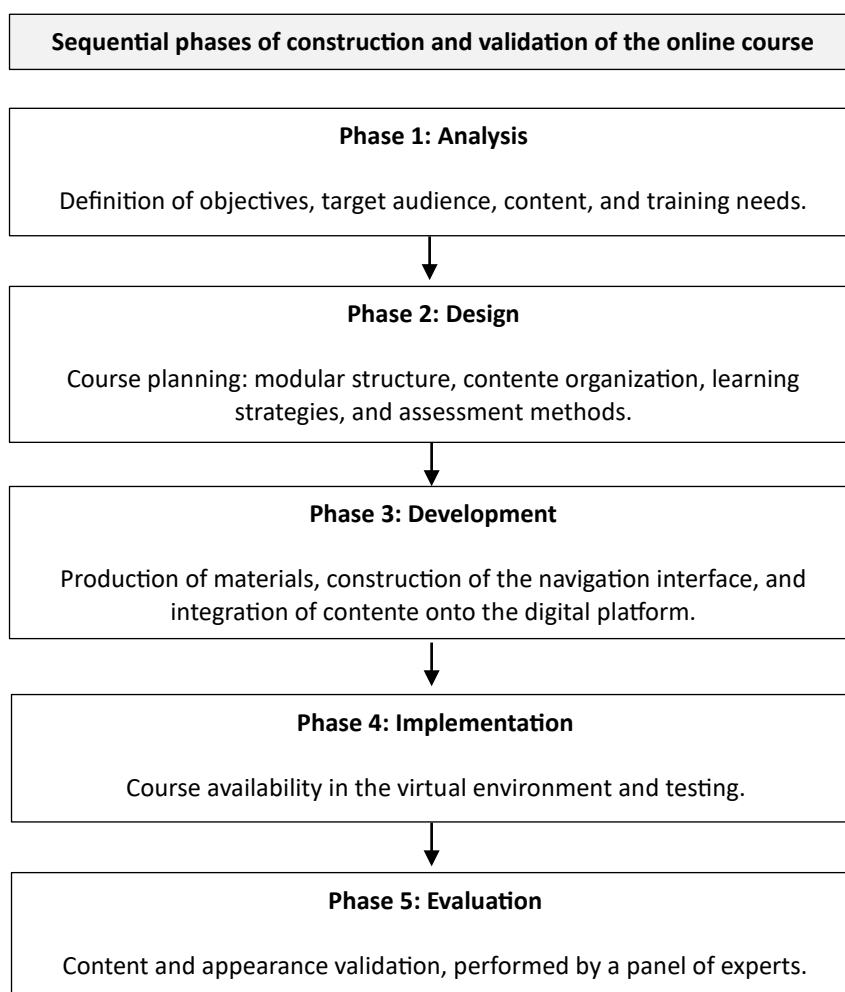 Sequential phases of construction and validation of the online course
Phase 1: Analysis
Definition of objectives, target audience, content, and training needs.
Phase 2: Design
Course planning: modular structure, contente organization, learning
strategies, and assessment methods.
Phase 3: Development
Production of materials, construction of the navigation interface, and
integration of contente onto the digital platform.
Phase 4: Implementation
Course availability in the virtual environment and testing.
Phase 5: Evaluation
Content and appearance validation, performed by a panel of experts.